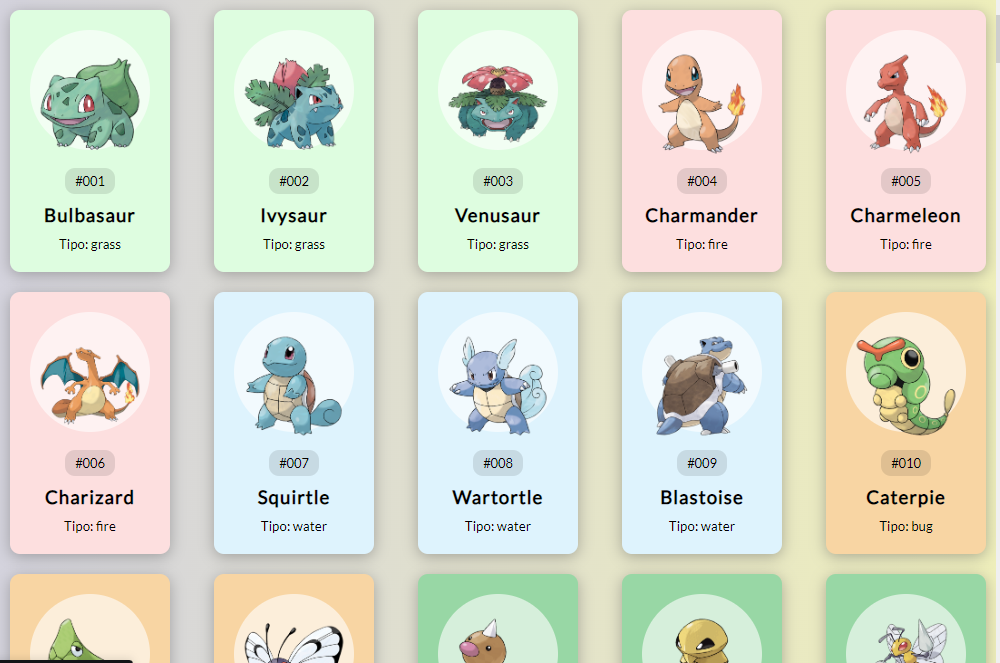 #001
Bulbasaur
Tipo: grass
#002
Ivysaur
Tipo: grass
#003
Venusaur
Tipo: grass
#004
Charmander
Tipo: fire
#005
Charmeleon
Tipo: fire
#006
Charizard
Tipo: fire
#007
Squirtle
Tipo: water
#008
Wartortle
Tipo: water
#009
Blastoise
Tipo: water
#010
Caterpie
Tipo: bug